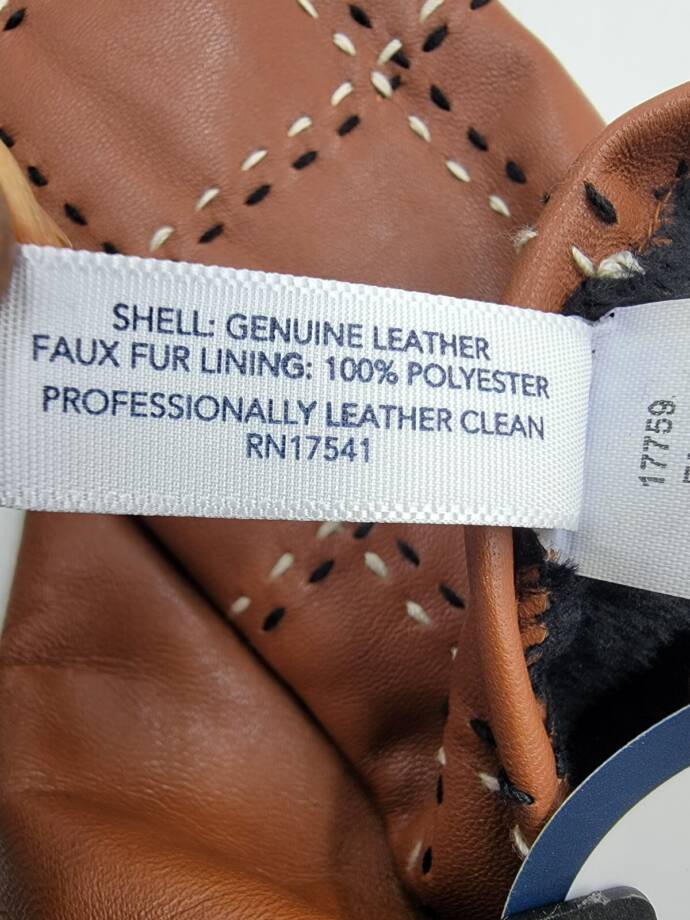 SHELL: GENUINE LEATHER
FAUX FUR LINING: 100% POLYESTER
PROFESSIONALLY LEATHER CLEAN
RN17541
17759